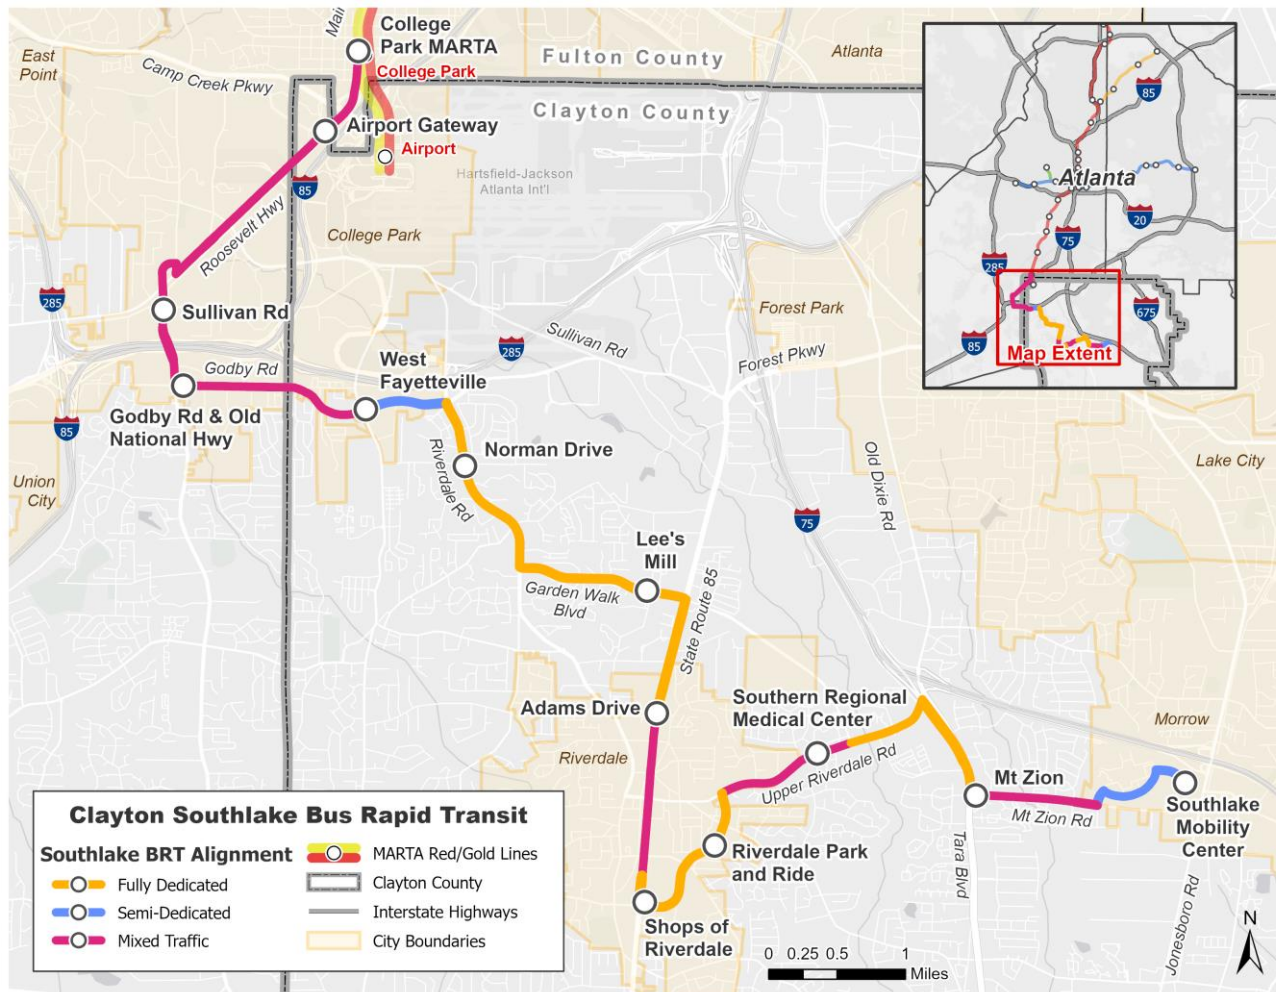 Main
College
Park MARTA
College Park
East
Point
Camp Creek Pkwy
Fulton County
Atlanta
Clayton County
Airport Gateway
Airport
Hartsfield-Jackson
Atlanta Int'l
85
Roosevelt Hwy
College Park
285
Sullivan Rd
Godby Rd
85
Godby Rd & Old
National Hwy
Union
City
West
Fayetteville
285
Sullivan Rd
Forest Park
Forest Pkwy
Riverdale Rd
Norman Drive
Old Dixie Rd
Lake City
75
Lee's
Mill
Garden Walk
Blvd
State Route 85
Adams Drive
Riverdale
Southern Regional
Medical Center
Upper Riverdale Rd
Morrow
Mt Zion
Mt Zion Rd
Southlake
Mobility
Center
Tara Blvd
Jonesboro Rd
Riverdale Park
and Ride
Shops of
Riverdale
85
Atlanta
20
75
285
675
85
Map Extent
Clayton Southlake Bus Rapid Transit
Southlake BRT Alignment
Fully Dedicated
Semi-Dedicated
Mixed Traffic
MARTA Red/Gold Lines
Clayton County
Interstate Highways
City Boundaries
0 0.25 0.5 1
Miles
N